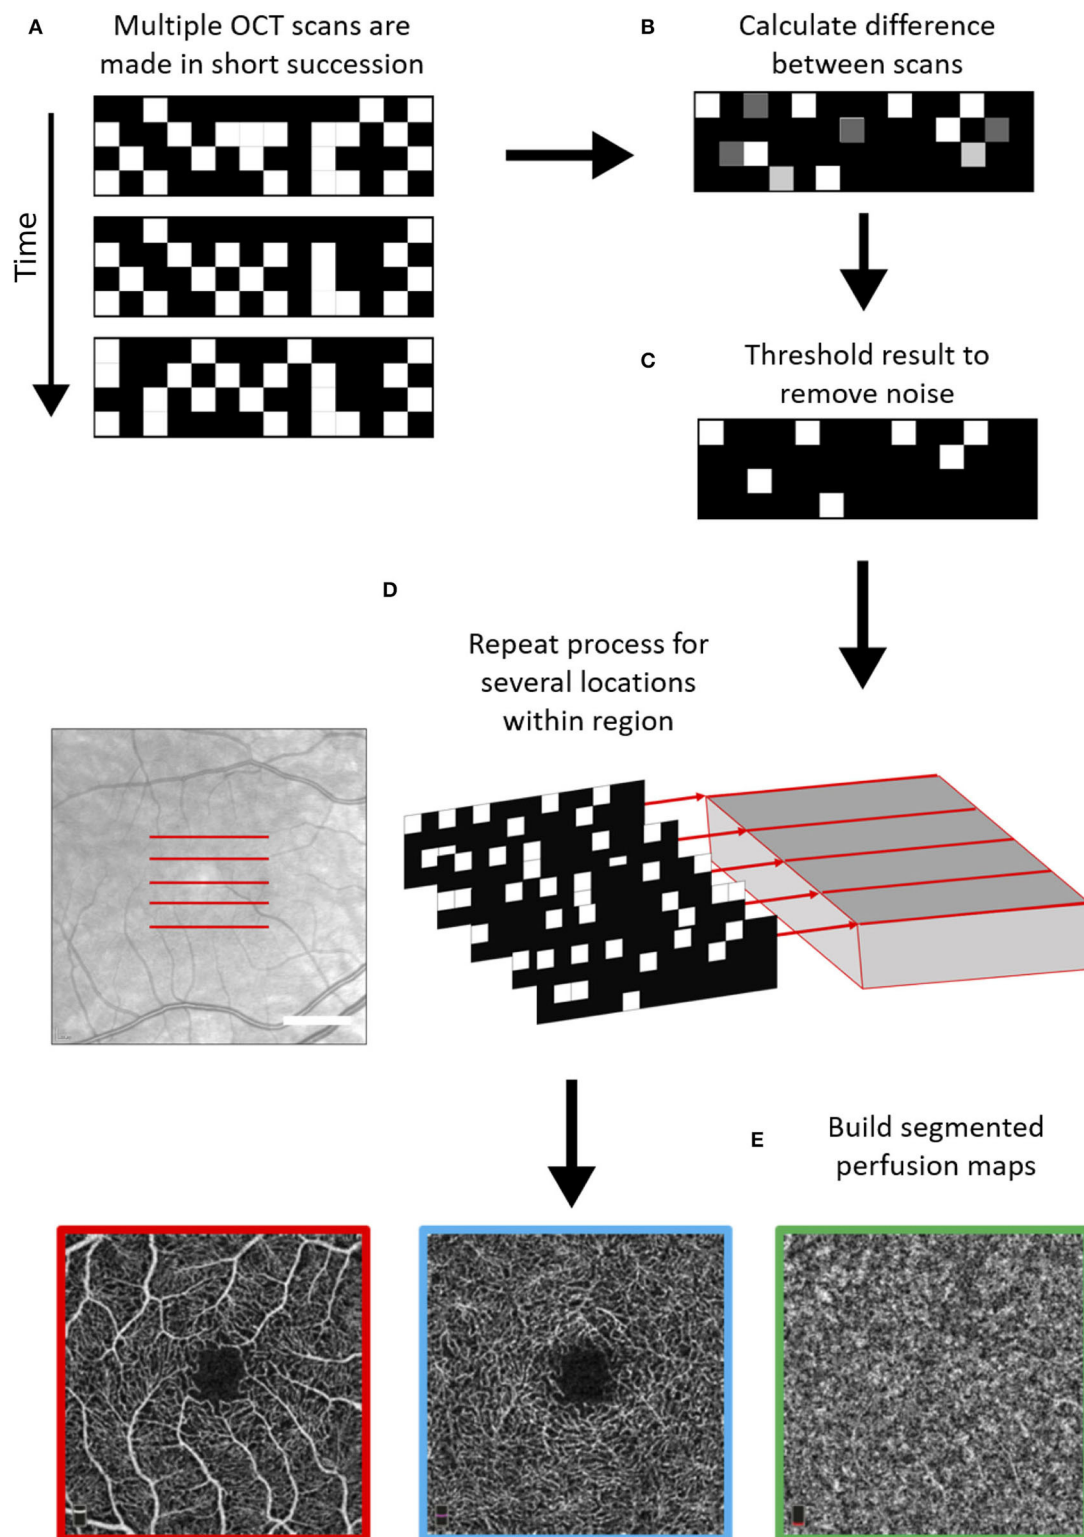 A
Multiple OCT scans are
made in short succession
Time
B
Calculate difference
between scans
C
Threshold result to
remove noise
D
Repeat process for
several locations
within region
E
Build segmented
perfusion maps